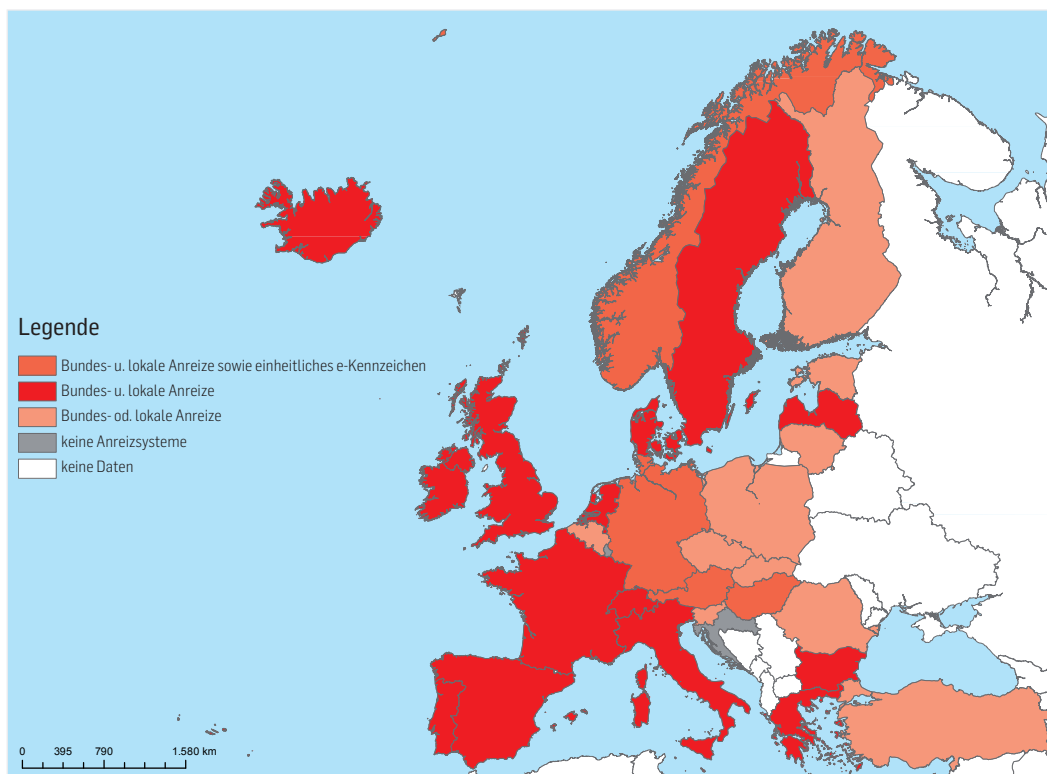 Legende
Bundes- u. lokale Anreize sowie einheitliches e-Kennzeichen
Bundes- u. lokale Anreize
Bundes- od. lokale Anreize
keine Anreizsysteme
keine Daten
0 395 790 1.580 km